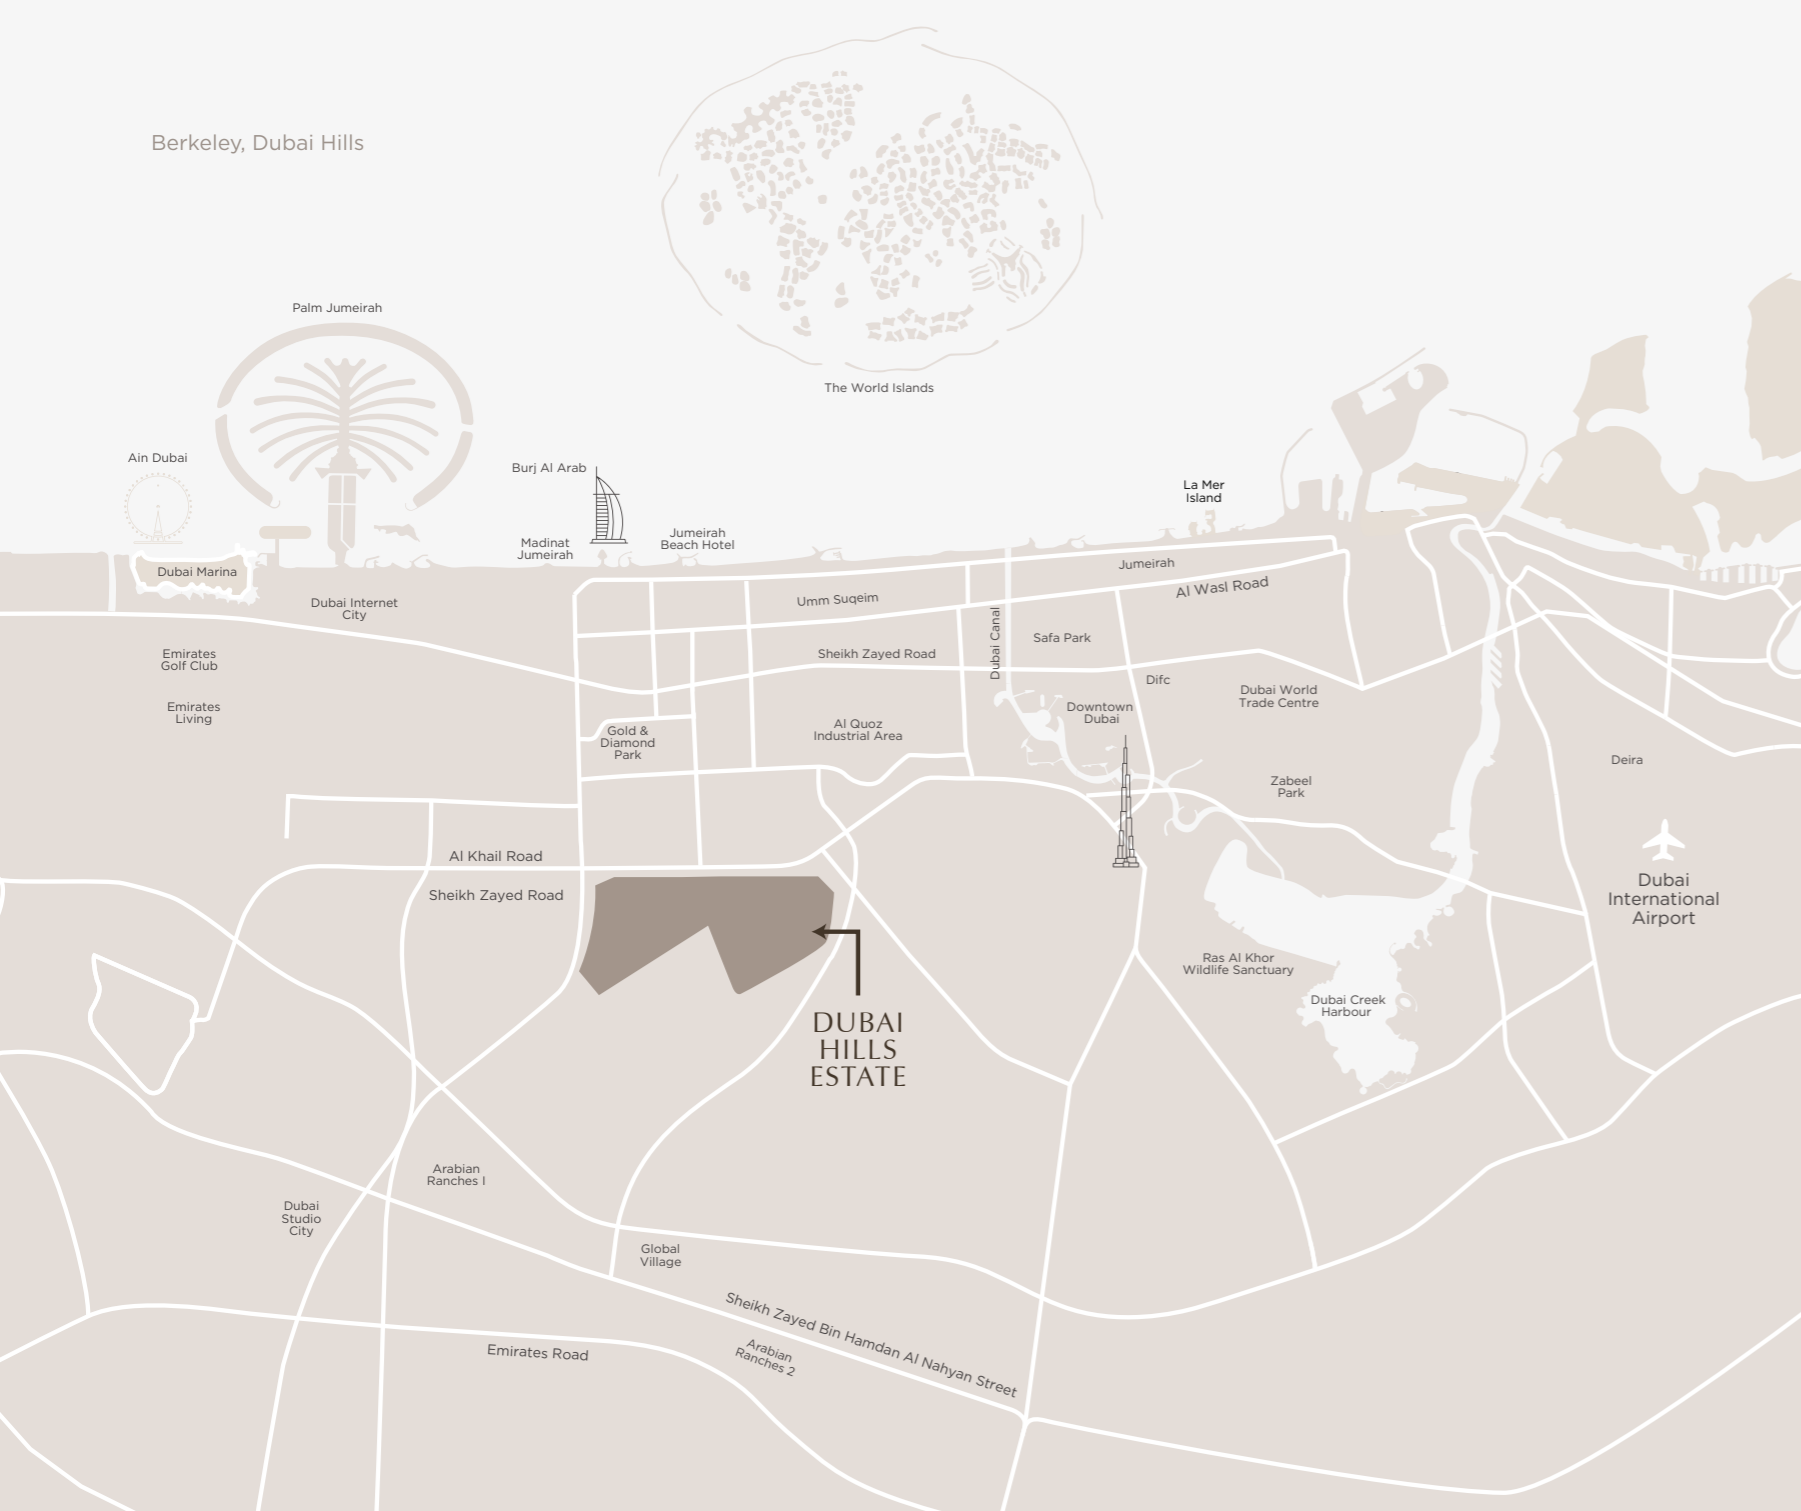 Berkeley, Dubai Hills
Palm Jumeirah
The World Islands
Ain Dubai
Burj Al Arab
La Mer
Island
Madinat
Jumeirah
Jumeirah
Beach Hotel
Dubai Marina
Jumeirah
Al Wasl Road
Dubai Internet
City
Umm Suqeim
Dubai Canal
Safa Park
Emirates
Golf Club
Sheikh Zayed Road
Difc
Dubai World
Trade Centre
Emirates
Living
Downtown
Dubai
Gold &
Diamond
Park
Al Quoz
Industrial Area
Deira
Zabeel
Park
Al Khail Road
Sheikh Zayed Road
Dubai
International
Airport
Ras Al Khor
Wildlife Sanctuary
Dubai Creek
Harbour
DUBAI
HILLS
ESTATE
Arabian
Ranches I
Dubai
Studio
City
Global
Village
Sheikh Zayed Bin Hamdan Al Nahyan Street
Emirates Road
Arabian
Ranches 2